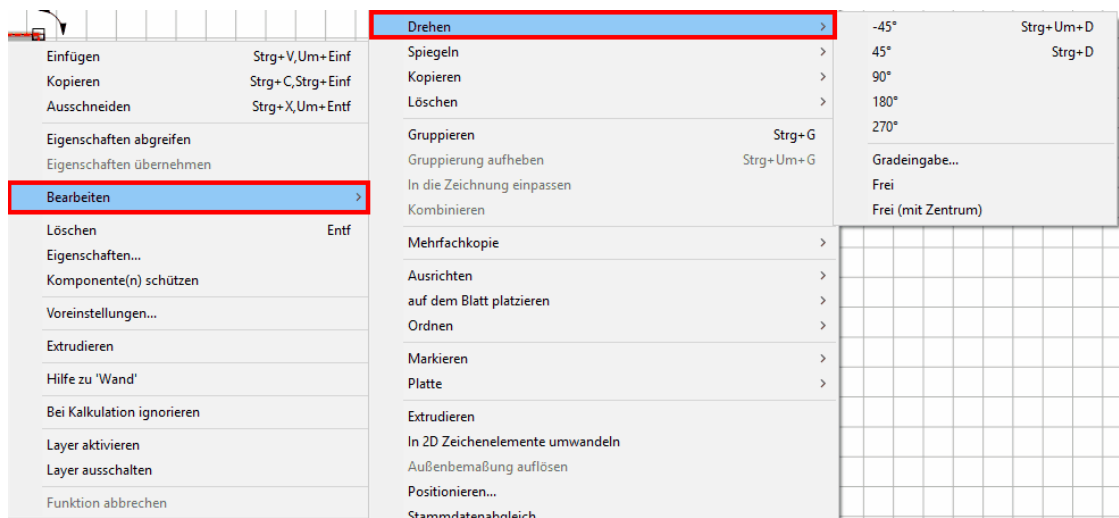 Einfügen Strg+V,Um+Einf
Kopieren Strg+C,Strg+Einf
Ausschneiden Strg+X,Um+Entf
Eigenschaften abgreifen
Eigenschaften übernehmen
Bearbeiten
Löschen Entf
Eigenschaften...
Komponente(n) schützen
Voreinstellungen...
Extrudieren
Hilfe zu 'Wand'
Bei Kalkulation ignorieren
Layer aktivieren
Layer ausschalten
Funktion abbrechen
Drehen
Spiegeln
Kopieren
Löschen
Gruppieren Strg+G
Gruppierung aufheben Strg+Um+G
In die Zeichnung einpassen
Kombinieren
Mehrfachkopie
Ausrichten
auf dem Blatt platzieren
Ordnen
Markieren
Platte
Extrudieren
In 2D Zeichenelemente umwandeln
Außenbemaßung auflösen
Positionieren...
Stammdatenabgleich
-45° Strg+Um+D
45° Strg+D
90°
180°
270°
Gradeingabe...
Frei
Frei (mit Zentrum)